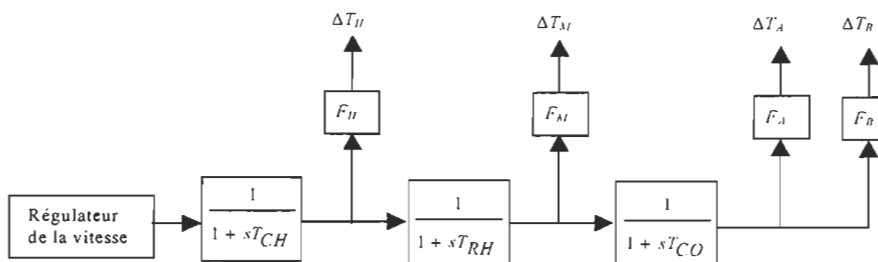 ΔT_H ΔT_M ΔT_A ΔT_B
F_H F_M F_A F_B
Régulateur
de la vitesse
1
1 + sT_CH
1
1 + sT_RH
1
1 + sT_CO